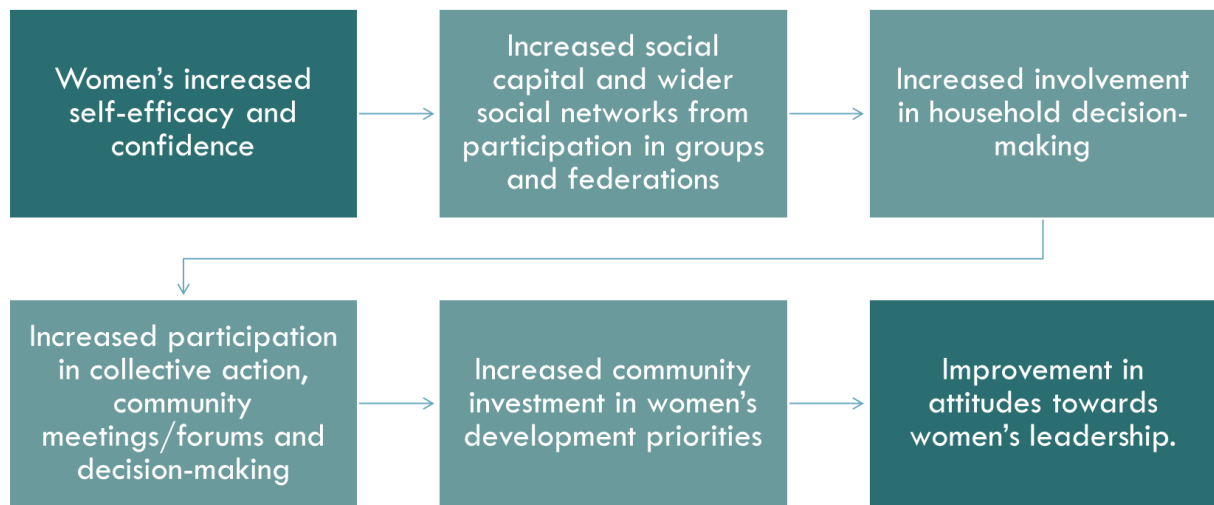 Women’s increased
self-efficacy and
confidence
Increased social
capital and wider
social networks from
participation in groups
and federations
Increased involvement
in household decision-
making
Increased participation
in collective action,
community
meetings/forums and
decision-making
Increased community
investment in women’s
development priorities
Improvement in
attitudes towards
women’s leadership.